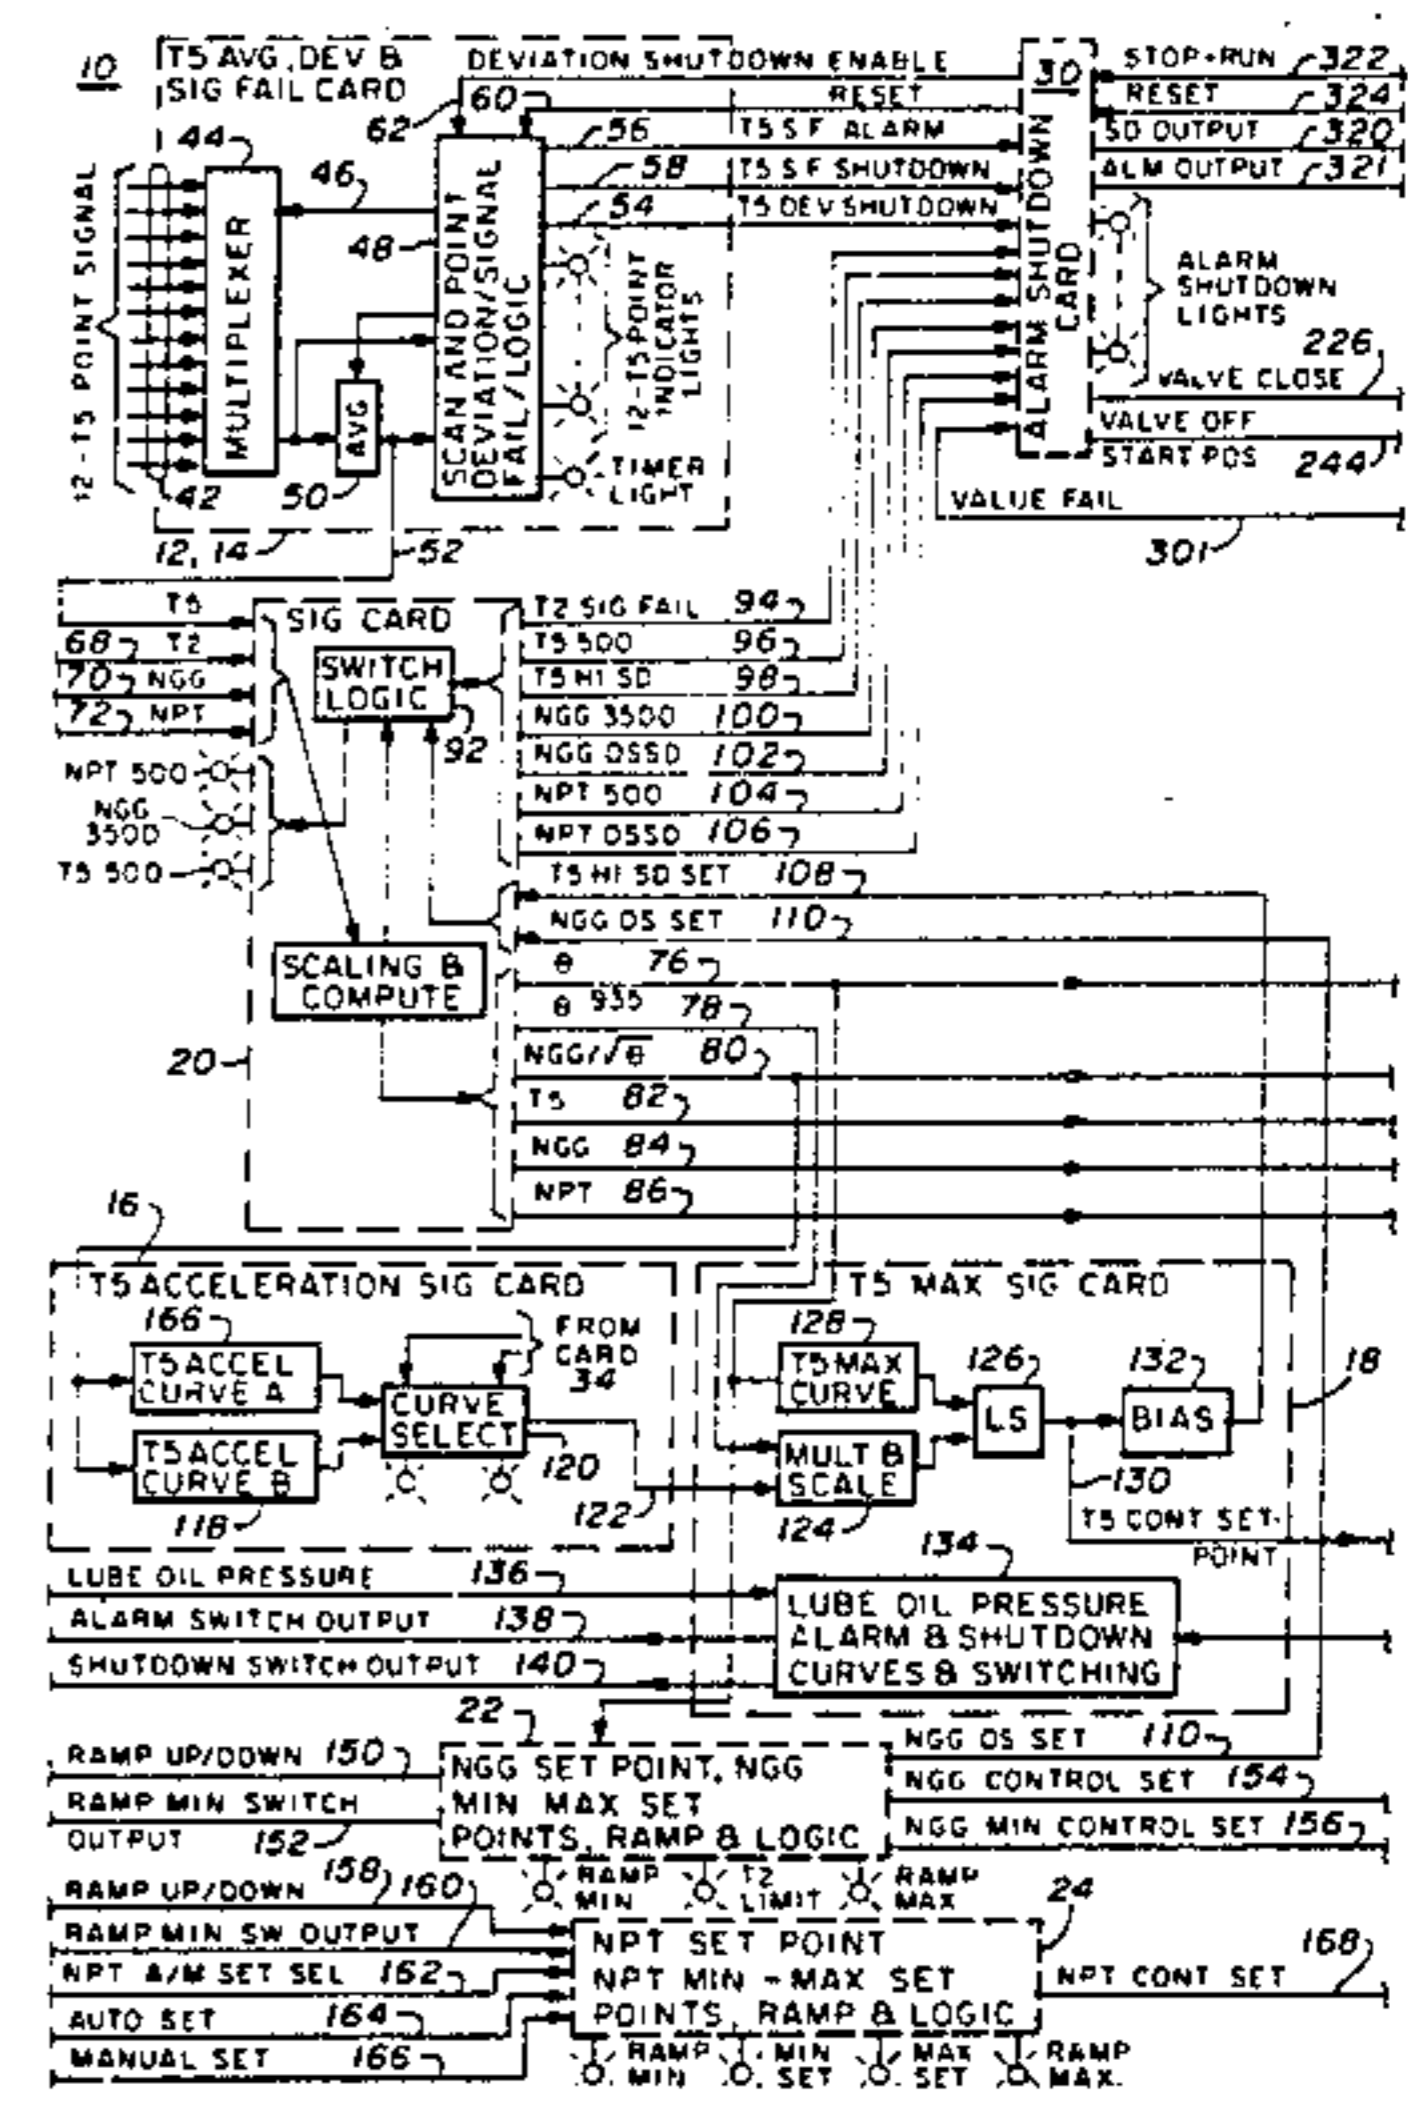 10
T5 AVG, DEV &
SIG FAIL CARD
DEVIATION SHUTDOWN ENABLE
62
60
RESET
30
STOP+RUN 322
RESET 324
SD OUTPUT 320
ALM OUTPUT 321
44
46
56
T5 SF ALARM
58
T5 SF SHUTDOWN
54
T5 DEV SHUTDOWN
48
12-T5 POINT SIGNAL
MULTIPLEXER
AVG
SCAN AND POINT
DEVIATION/SIGNAL
FAIL/LOGIC
12-T5 POINT
INDICATOR
LIGHTS
TIMER
LIGHT
ALARM SHUTDOWN
CARD
ALARM
SHUTDOWN
LIGHTS
226
VALVE CLOSE
VALVE OFF
START POS 244
VALUE FAIL
301
42
50
12, 14
52
T5
68 T2
70 NGG
72 NPT
SIG CARD
SWITCH
LOGIC
92
NPT 500
NGG
3500
T5 500
T2 SIG FAIL 94
T5 500 96
T5 HI SD 98
NGG 3500 100
NGG OSSD 102
NPT 500 104
NPT OSSD 106
T5 HI SD SET 108
NGG OS SET 110
SCALING &
COMPUTE
20
θ 76
θ 935 78
NGG/√θ 80
T5 82
NGG 84
NPT 86
16
T5 ACCELERATION SIG CARD
166
T5 ACCEL
CURVE A
T5 ACCEL
CURVE B
118
FROM
CARD
34
CURVE
SELECT
120
122
T5 MAX SIG CARD
128
T5 MAX
CURVE
MULT &
SCALE
124
126
LS
132
BIAS
18
130
T5 CONT SET-
POINT
134
LUBE OIL PRESSURE 136
ALARM SWITCH OUTPUT 138
SHUTDOWN SWITCH OUTPUT 140
LUBE OIL PRESSURE
ALARM & SHUTDOWN
CURVES & SWITCHING
22
RAMP UP/DOWN 150
RAMP MIN SWITCH
OUTPUT 152
NGG SET POINT, NGG
MIN MAX SET
POINTS, RAMP & LOGIC
NGG OS SET 110
NGG CONTROL SET 154
NGG MIN CONTROL SET 156
RAMP
MIN
T2
LIMIT
RAMP
MAX
24
RAMP UP/DOWN 158
RAMP MIN SW OUTPUT 160
NPT A/M SET SEL 162
AUTO SET 164
MANUAL SET 166
NPT SET POINT
NPT MIN - MAX SET
POINTS, RAMP & LOGIC
NPT CONT SET 168
RAMP
MIN
MIN
SET
MAX
SET
RAMP
MAX.